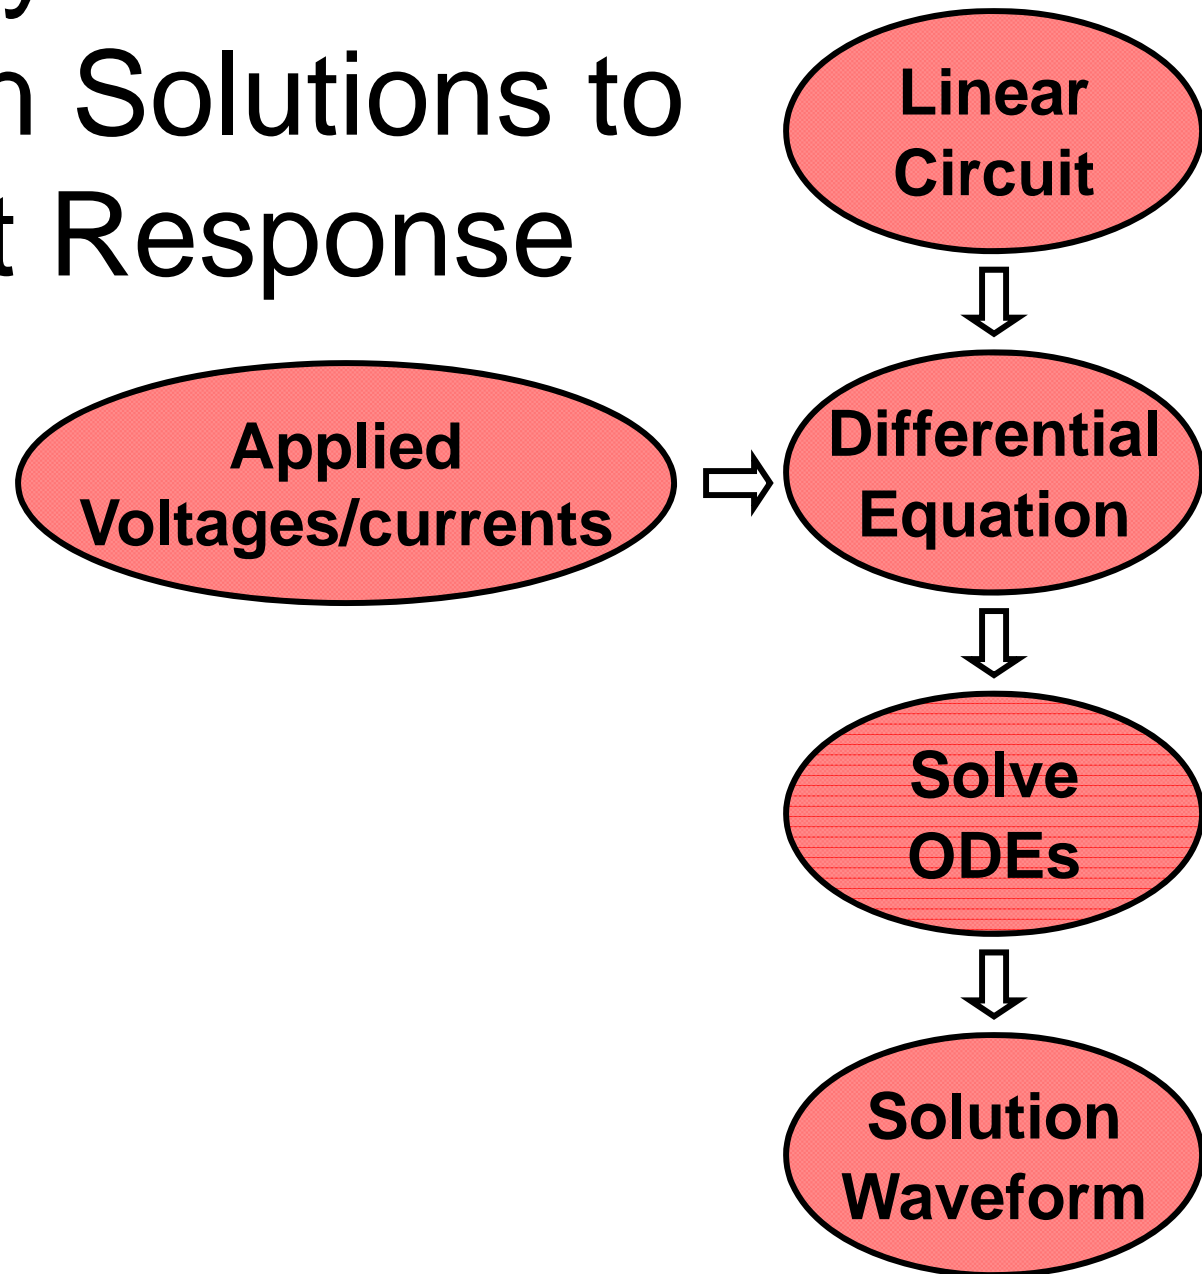 Solutions to
Response
Linear
Circuit
Applied
Voltages/currents
Differential
Equation
Solve
ODEs
Solution
Waveform